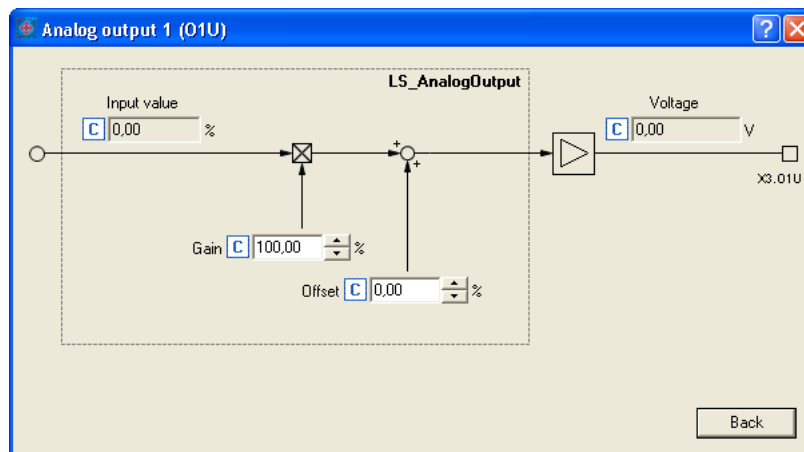 Analog output 1 (O1U)
LS_AnalogOutput
Input value
C 0,00 %
Voltage
C 0,00 V
+
+
X3.O1U
Gain C 100,00 %
Offset C 0,00 %
Back